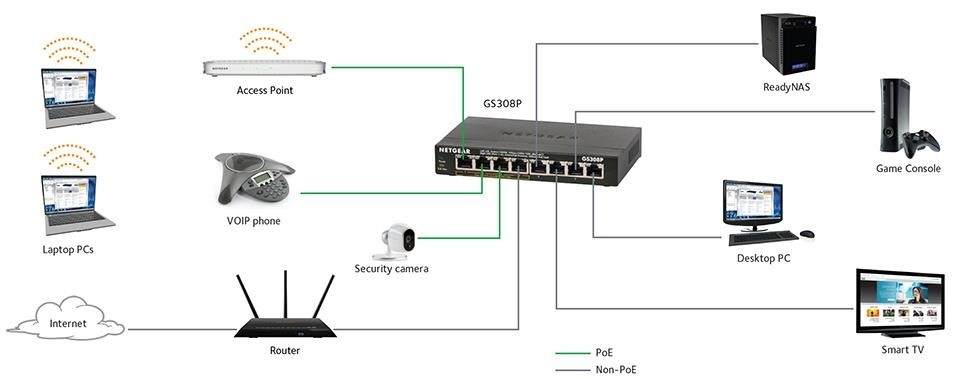 Access Point
NETGEAR
ReadyNAS
GS308P
NETGEAR
GS308P
Game Console
VOIP phone
Laptop PCs
Desktop PC
Security camera
Internet
Router
Smart TV
PoE
Non-PoE